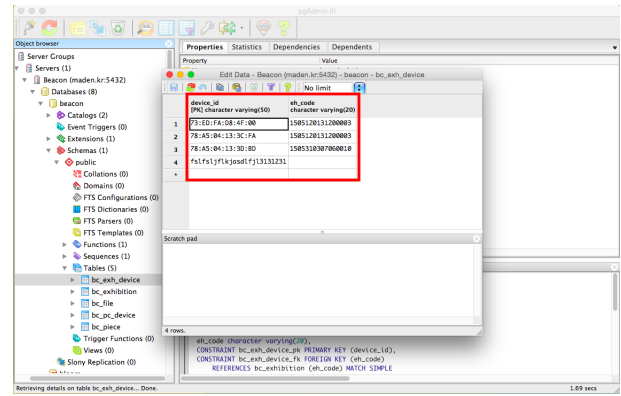 pgAdmin III
Object browser
Server Groups
Servers (1)
Beacon (maden.kr:5432)
Databases (8)
beacon
Catalogs (2)
Event Triggers (0)
Extensions (1)
Schemas (1)
public
Collations (0)
Domains (0)
FTS Configurations (0)
FTS Dictionaries (0)
FTS Parsers (0)
FTS Templates (0)
Functions (1)
Sequences (1)
Tables (5)
bc_exh_device
bc_exhibition
bc_file
bc_pc_device
bc_piece
Trigger Functions (0)
Views (0)
Slony Replication (0)
Properties Statistics Dependencies Dependents
Property Value
Edit Data - Beacon (maden.kr:5432) - beacon - bc_exh_device
No limit
device_id eh_code
[PK] character varying(50) character varying(20)
1 73:ED:FA:D8:4F:00 1505120131200003
2 78:A5:04:13:3C:FA 1505120131200003
3 78:A5:04:13:3D:BD 1505310307060010
4 fslfsljflkjasdlfjl3131231
*
Scratch pad
4 rows.
eh_code character varying(20),
CONSTRAINT bc_exh_device_pk PRIMARY KEY (device_id),
CONSTRAINT bc_exh_device_fk FOREIGN KEY (eh_code)
REFERENCES bc_exhibition (eh_code) MATCH SIMPLE
Retrieving details on table bc_exh_device... Done. 1.69 secs